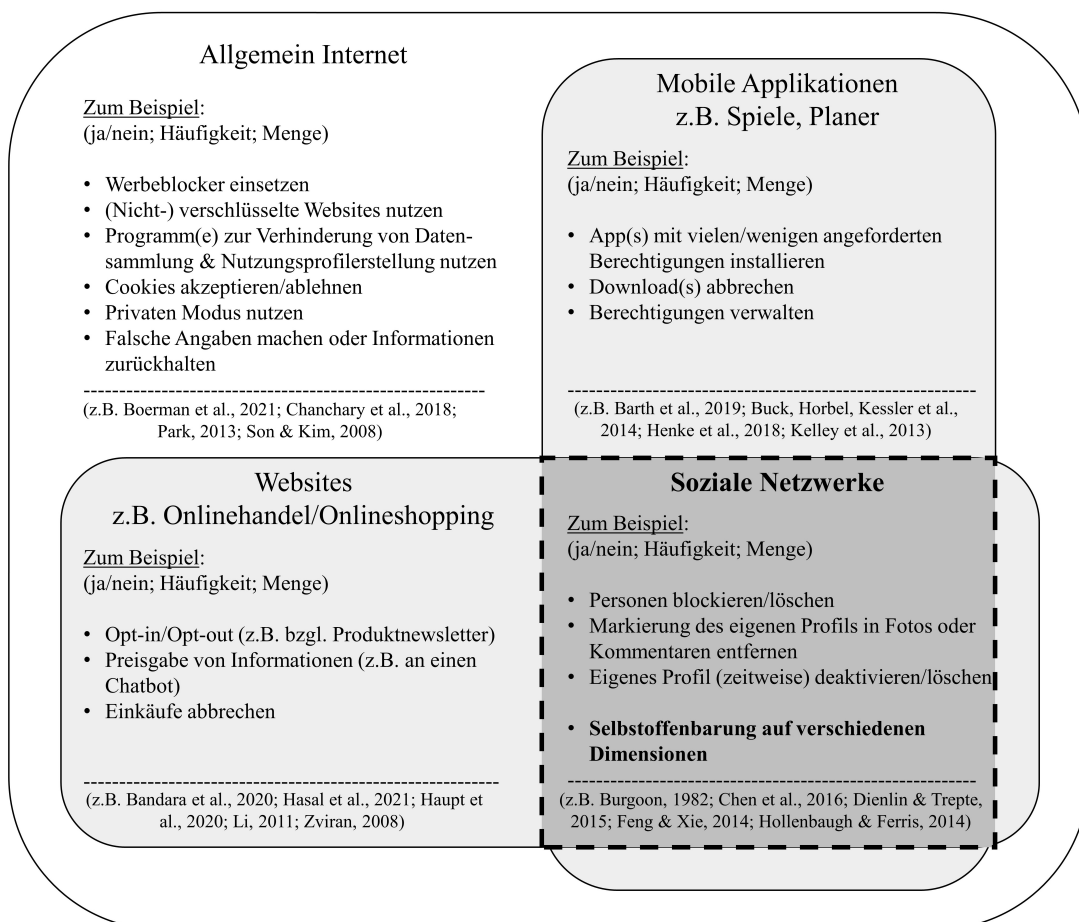 Allgemein Internet
Zum Beispiel:
(ja/nein; Häufigkeit; Menge)
• Werbeblocker einsetzen
• (Nicht-) verschlüsselte Websites nutzen
• Programm(e) zur Verhinderung von Daten-
sammlung & Nutzungsprofilerstellung nutzen
• Cookies akzeptieren/ablehnen
• Privaten Modus nutzen
• Falsche Angaben machen oder Informationen
zurückhalten
(z.B. Boerman et al., 2021; Chanchary et al., 2018;
Park, 2013; Son & Kim, 2008)
Mobile Applikationen
z.B. Spiele, Planer
Zum Beispiel:
(ja/nein; Häufigkeit; Menge)
• App(s) mit vielen/wenigen angeforderten
Berechtigungen installieren
• Download(s) abbrechen
• Berechtigungen verwalten
(z.B. Barth et al., 2019; Buck, Horbel, Kessler et al.,
2014; Henke et al., 2018; Kelley et al., 2013)
Websites
z.B. Onlinehandel/Onlineshopping
Zum Beispiel:
(ja/nein; Häufigkeit; Menge)
• Opt-in/Opt-out (z.B. bzgl. Produktnewsletter)
• Preisgabe von Informationen (z.B. an einen
Chatbot)
• Einkäufe abbrechen
(z.B. Bandara et al., 2020; Hasal et al., 2021; Haupt et
al., 2020; Li, 2011; Zviran, 2008)
Soziale Netzwerke
Zum Beispiel:
(ja/nein; Häufigkeit; Menge)
• Personen blockieren/löschen
• Markierung des eigenen Profils in Fotos oder
Kommentaren entfernen
• Eigenes Profil (zeitweise) deaktivieren/löschen
• Selbstoffenbarung auf verschiedenen
Dimensionen
(z.B. Burgoon, 1982; Chen et al., 2016; Dienlin & Trepte,
2015; Feng & Xie, 2014; Hollenbaugh & Ferris, 2014)